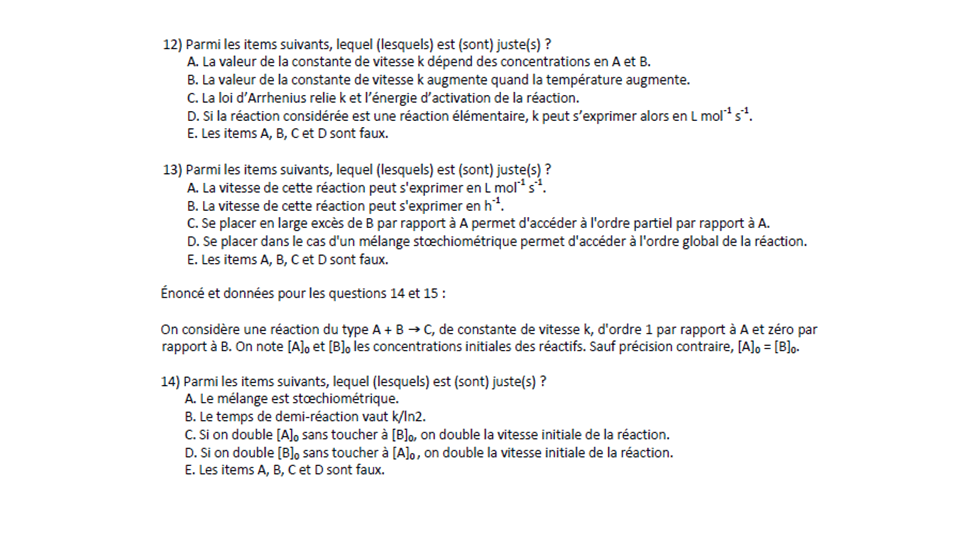 12) Parmi les items suivants, lequel (lesquels) est (sont) juste(s) ?
A. La valeur de la constante de vitesse k dépend des concentrations en A et B.
B. La valeur de la constante de vitesse k augmente quand la température augmente.
C. La loi d’Arrhenius relie k et l’énergie d’activation de la réaction.
D. Si la réaction considérée est une réaction élémentaire, k peut s’exprimer alors en L mol⁻¹ s⁻¹.
E. Les items A, B, C et D sont faux.
13) Parmi les items suivants, lequel (lesquels) est (sont) juste(s) ?
A. La vitesse de cette réaction peut s'exprimer en L mol⁻¹ s⁻¹.
B. La vitesse de cette réaction peut s'exprimer en h⁻¹.
C. Se placer en large excès de B par rapport à A permet d'accéder à l'ordre partiel par rapport à A.
D. Se placer dans le cas d'un mélange stœchiométrique permet d'accéder à l'ordre global de la réaction.
E. Les items A, B, C et D sont faux.
Énoncé et données pour les questions 14 et 15 :
On considère une réaction du type A + B → C, de constante de vitesse k, d'ordre 1 par rapport à A et zéro par
rapport à B. On note [A]₀ et [B]₀ les concentrations initiales des réactifs. Sauf précision contraire, [A]₀ = [B]₀.
14) Parmi les items suivants, lequel (lesquels) est (sont) juste(s) ?
A. Le mélange est stœchiométrique.
B. Le temps de demi-réaction vaut k/ln2.
C. Si on double [A]₀ sans toucher à [B]₀, on double la vitesse initiale de la réaction.
D. Si on double [B]₀ sans toucher à [A]₀, on double la vitesse initiale de la réaction.
E. Les items A, B, C et D sont faux.